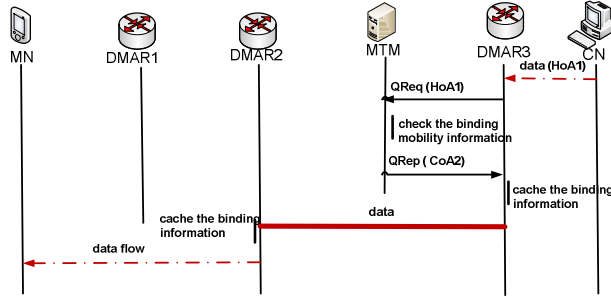 MN
DMAR1
DMAR2
MTM
DMAR3
CN
data (HoA1)
QReq (HoA1)
check the binding
mobility information
QRep ( CoA2)
cache the binding
information
data
cache the binding
information
data flow